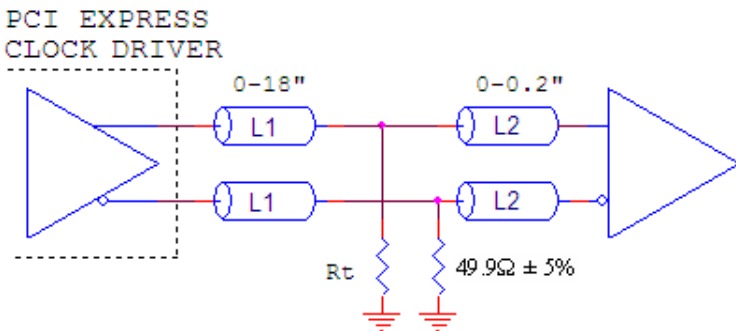 PCI EXPRESS
CLOCK DRIVER
0-18"
0-0.2"
L1
L2
L1
L2
Rt
49.9Ω ± 5%